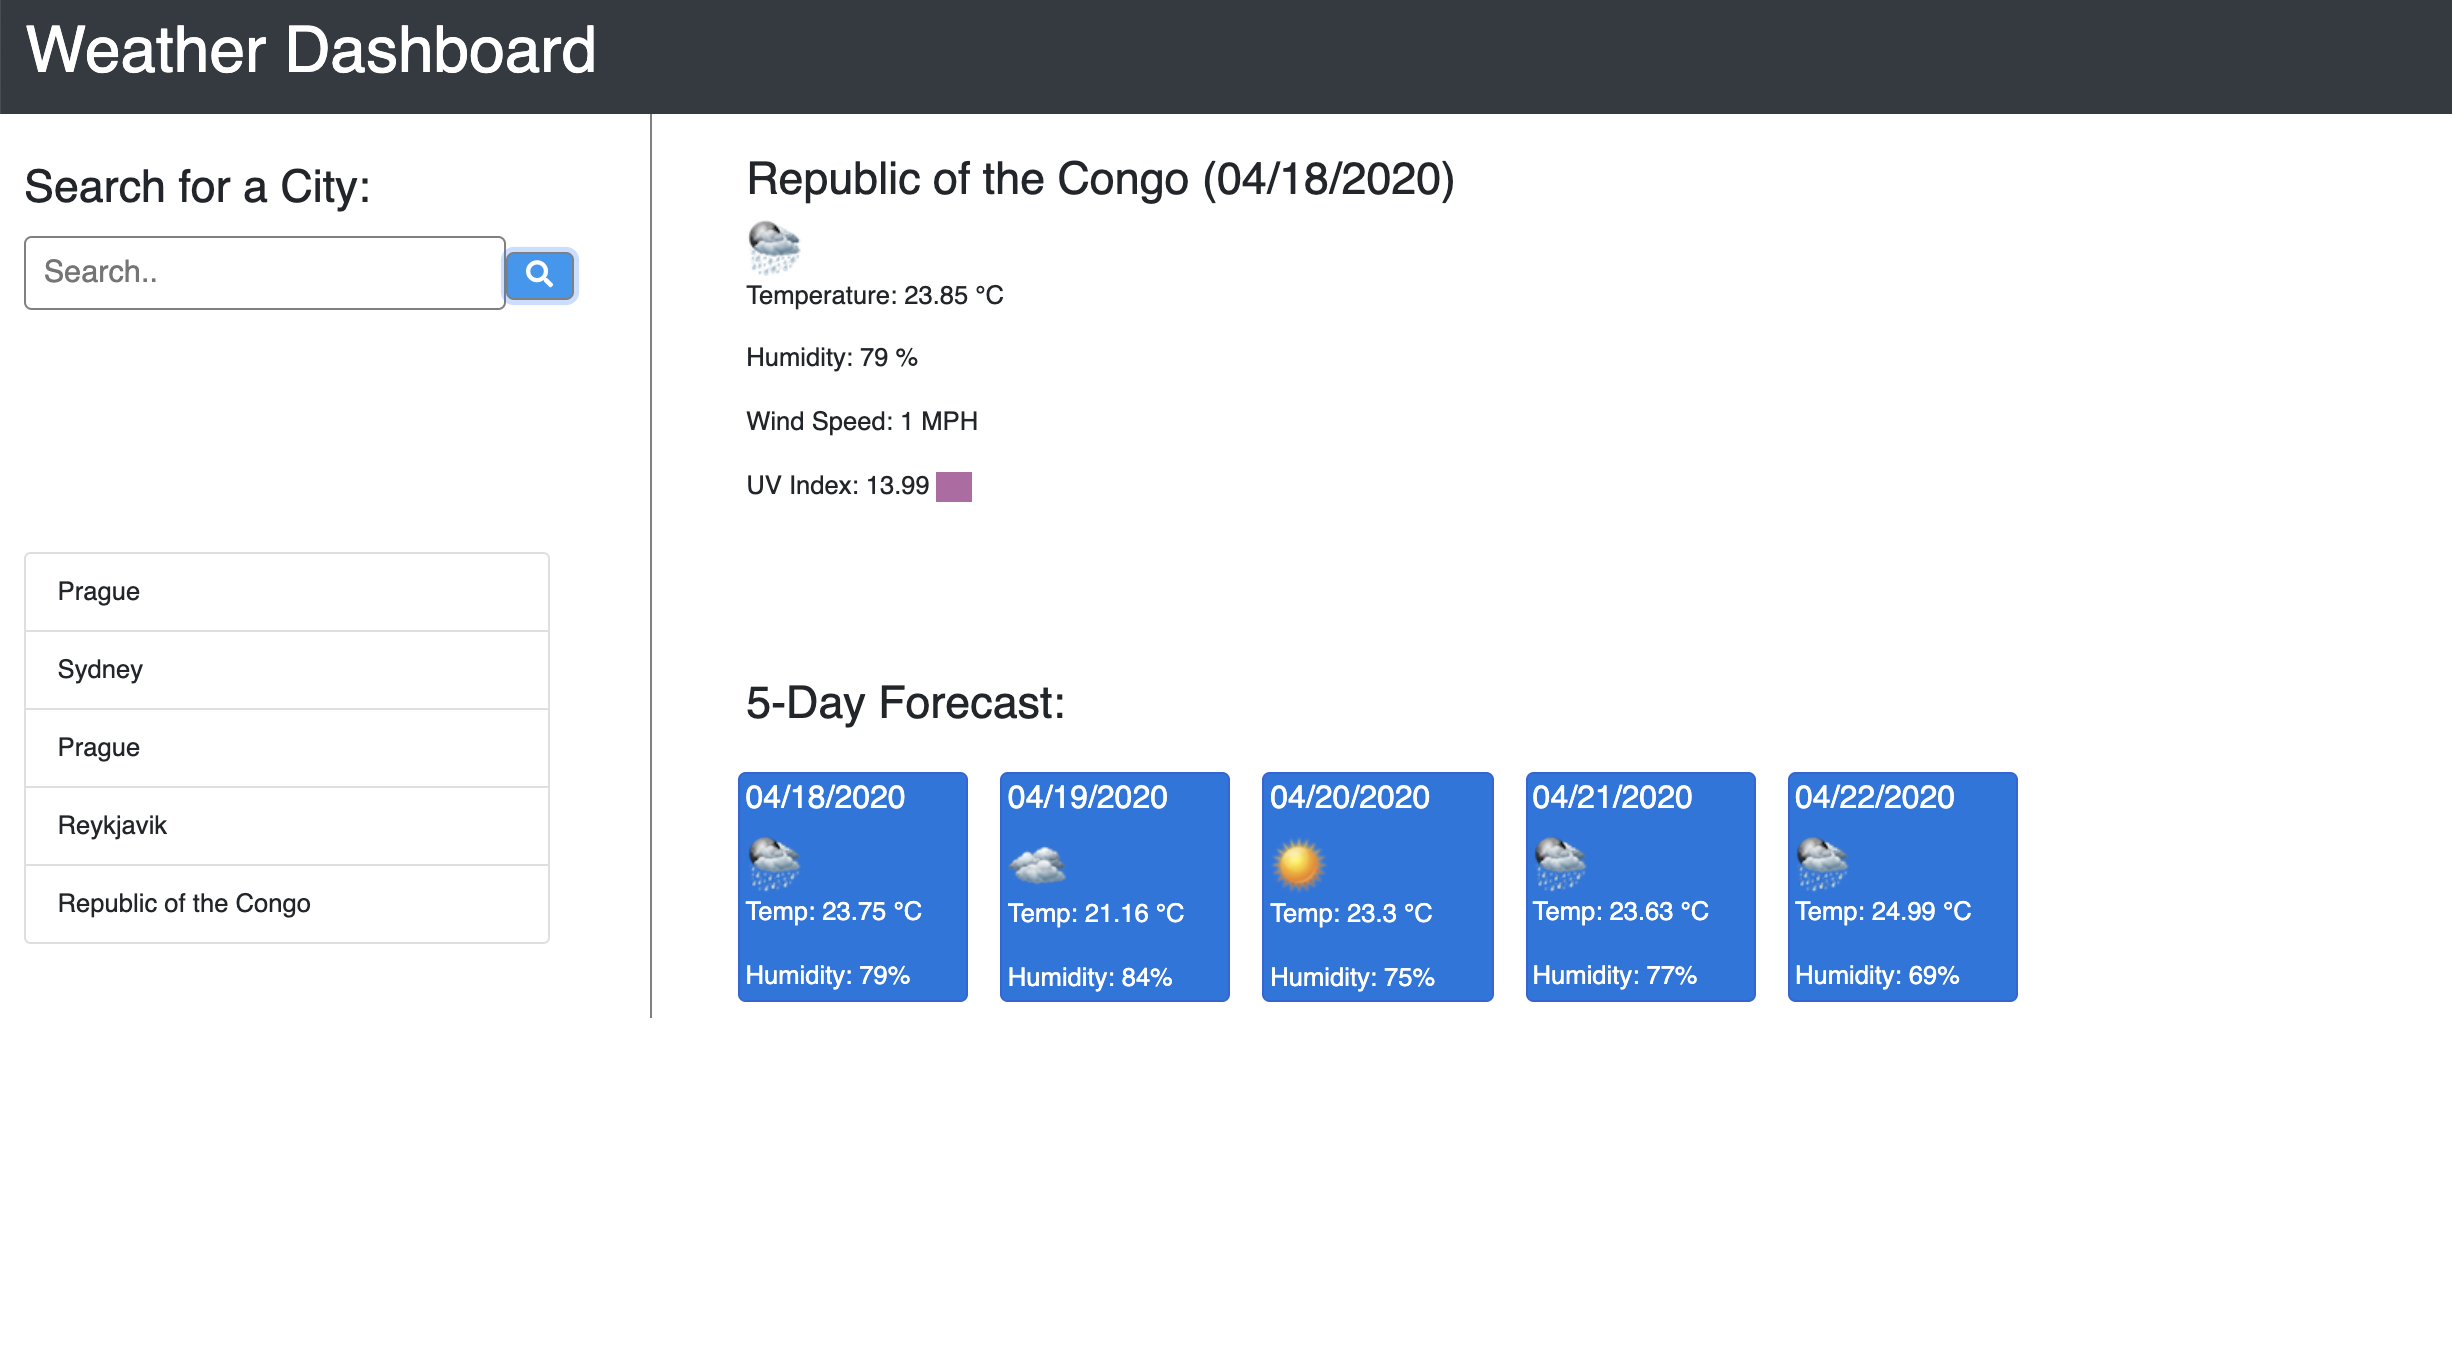 Weather Dashboard
Search for a City:
Search..
Prague
Sydney
Prague
Reykjavik
Republic of the Congo
Republic of the Congo (04/18/2020)
Temperature: 23.85 °C
Humidity: 79 %
Wind Speed: 1 MPH
UV Index: 13.99
5-Day Forecast:
04/18/2020
Temp: 23.75 °C
Humidity: 79%
04/19/2020
Temp: 21.16 °C
Humidity: 84%
04/20/2020
Temp: 23.3 °C
Humidity: 75%
04/21/2020
Temp: 23.63 °C
Humidity: 77%
04/22/2020
Temp: 24.99 °C
Humidity: 69%